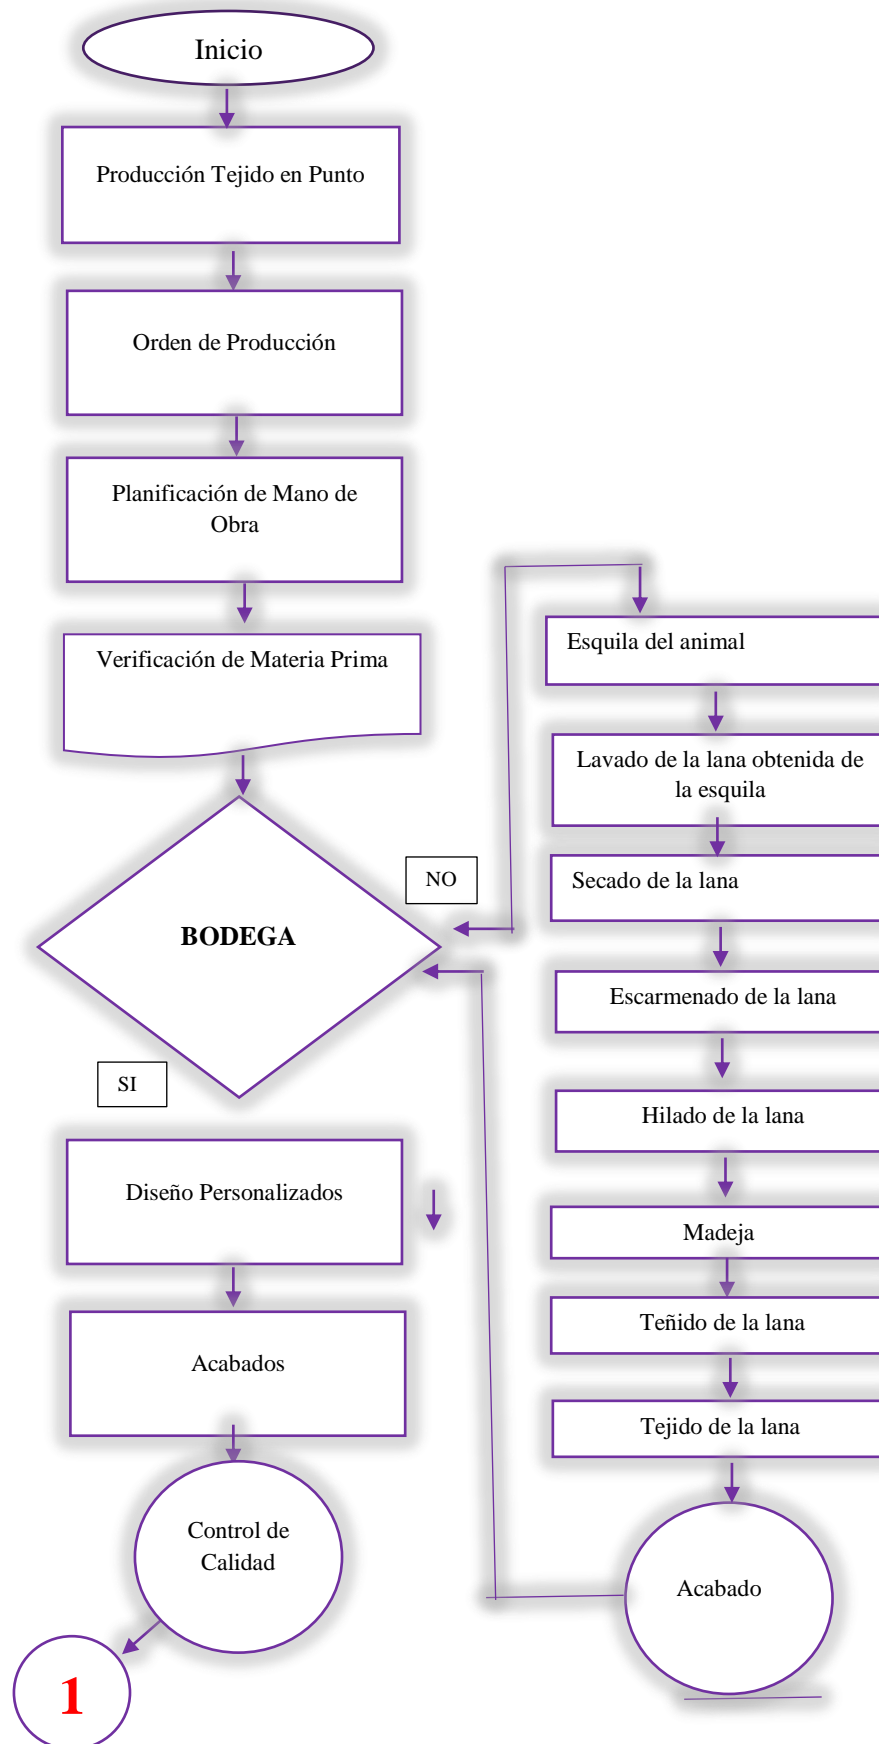 Inicio
Producción Tejido en Punto
Orden de Producción
Planificación de Mano de
Obra
Verificación de Materia Prima
BODEGA
NO
SI
Diseño Personalizados
Acabados
Control de
Calidad
1
Esquila del animal
Lavado de la lana obtenida de
la esquila
Secado de la lana
Escarmenado de la lana
Hilado de la lana
Madeja
Teñido de la lana
Tejido de la lana
Acabado